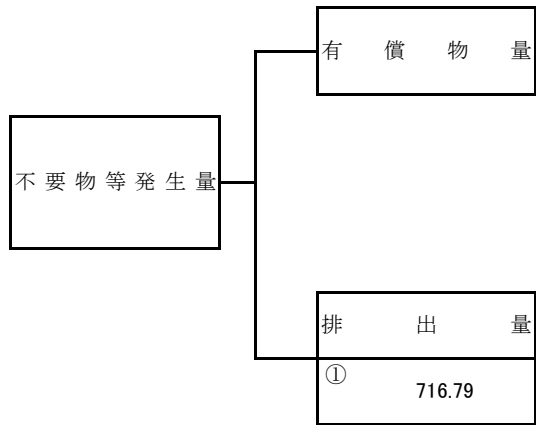 有償物量
不要物等発生量
排出量
①
716.79